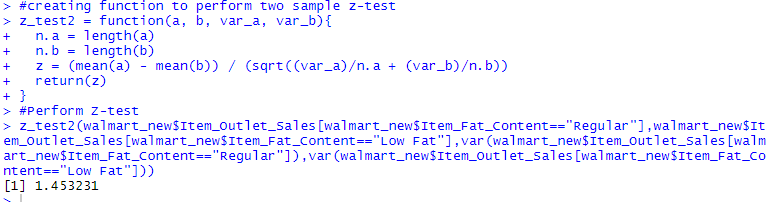 > #creating function to perform two sample z-test
> z_test2 = function(a, b, var_a, var_b){
+   n.a = length(a)
+   n.b = length(b)
+   z = (mean(a) - mean(b)) / (sqrt((var_a)/n.a + (var_b)/n.b))
+   return(z)
+ }
> #Perform Z-test
> z_test2(walmart_new$Item_Outlet_Sales[walmart_new$Item_Fat_Content=="Regular"],walmart_new$It
em_Outlet_Sales[walmart_new$Item_Fat_Content=="Low Fat"],var(walmart_new$Item_Outlet_Sales[walm
art_new$Item_Fat_Content=="Regular"]),var(walmart_new$Item_Outlet_Sales[walmart_new$Item_Fat_Co
ntent=="Low Fat"]))
[1] 1.453231
>